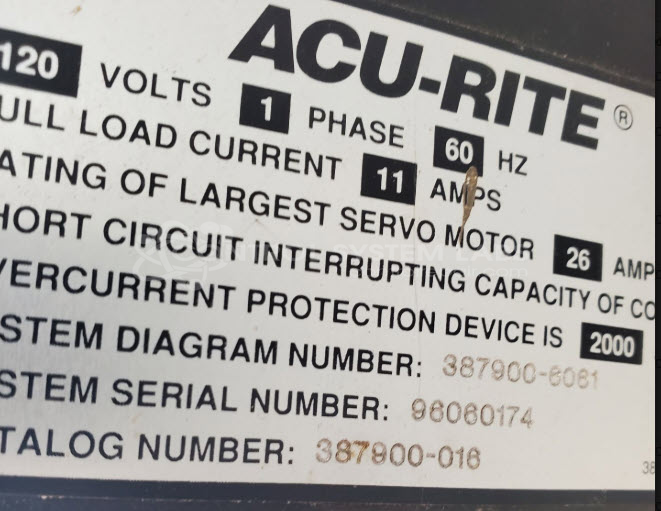 ACU-RITE®
120 VOLTS 1 PHASE 60 HZ
ULL LOAD CURRENT 11 AMPS
ATING OF LARGEST SERVO MOTOR 26 AMP
HORT CIRCUIT INTERRUPTING CAPACITY OF CO
VERCURRENT PROTECTION DEVICE IS 2000
STEM DIAGRAM NUMBER: 387900-6061
STEM SERIAL NUMBER: 96060174
TALOG NUMBER: 387900-016
38